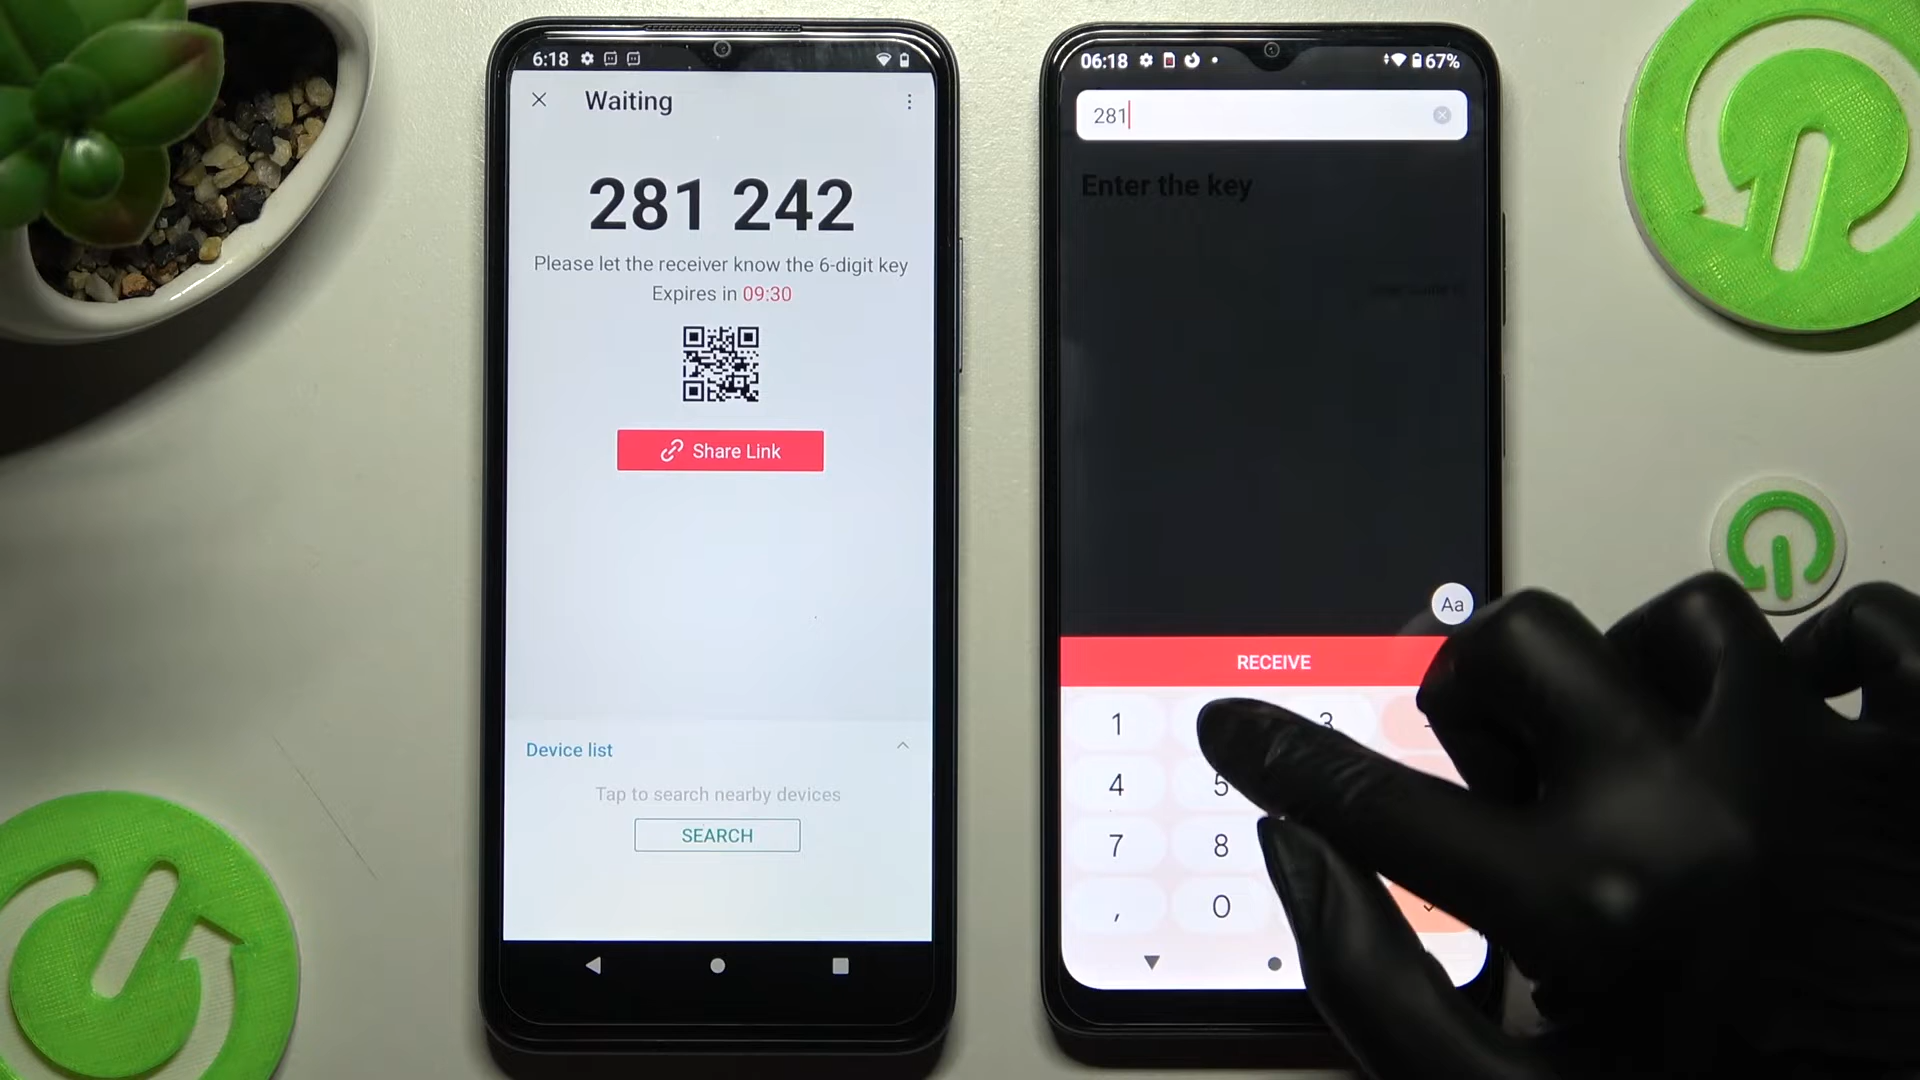 6:18
Waiting
281 242
Please let the receiver know the 6-digit key
Expires in 09:30
Share Link
Device list
Tap to search nearby devices
SEARCH
06:18
67%
281
Enter the key
Aa
RECEIVE
1
3
4
5
7
8
,
0